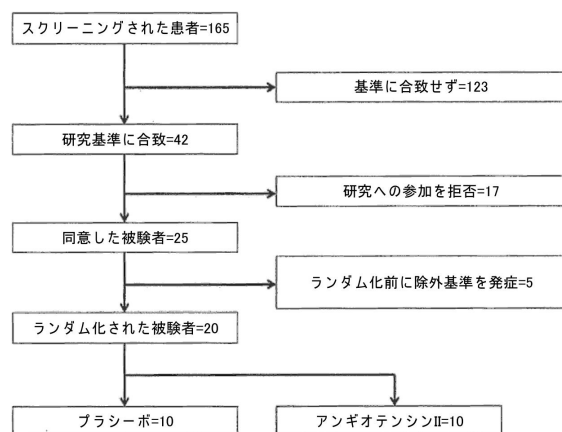 スクリーニングされた患者=165
基準に合致せず=123
研究基準に合致=42
研究への参加を拒否=17
同意した被験者=25
ランダム化前に除外基準を発症=5
ランダム化された被験者=20
プラシーボ=10
アンギオテンシンII=10